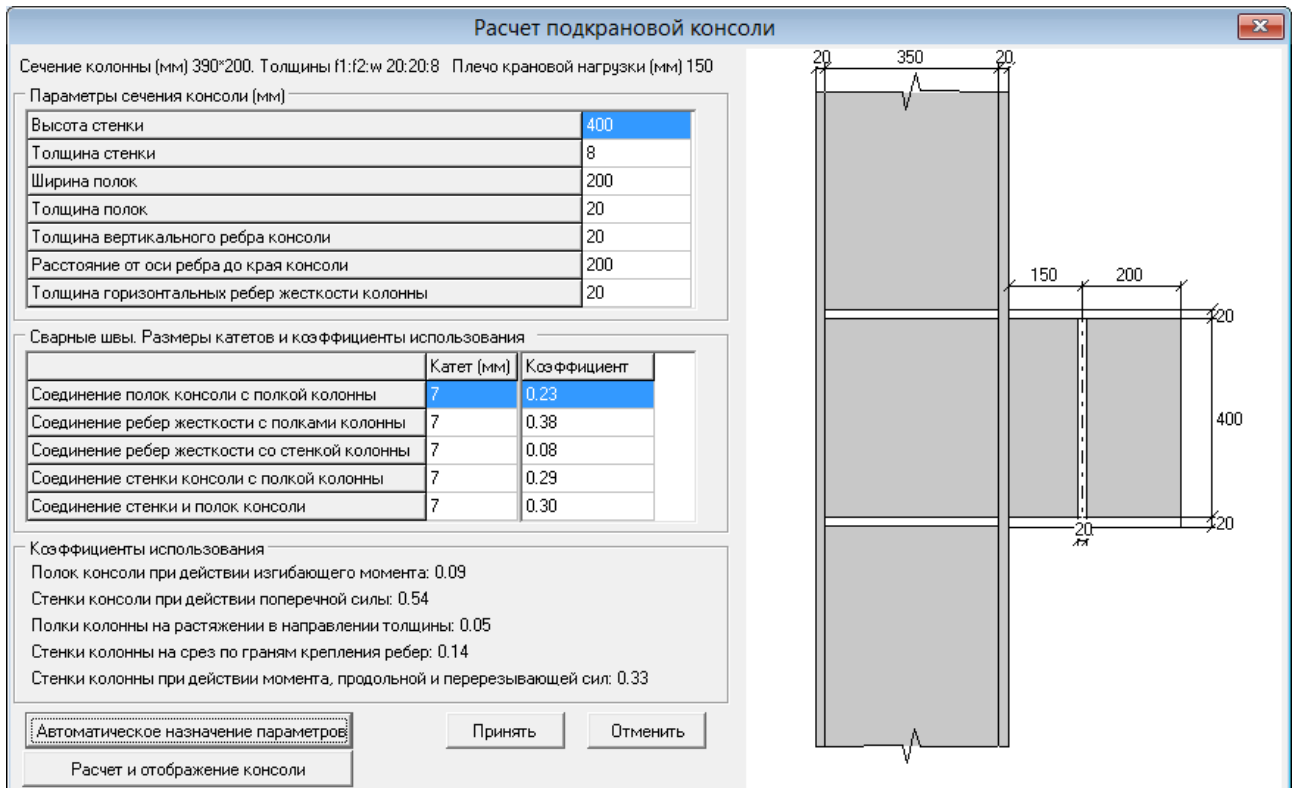 Расчет подкрановой консоли
Сечение колонны (мм) 390*200. Толщины f1:f2:w 20:20:8 Плечо крановой нагрузки (мм) 150
Параметры сечения консоли (мм)
Высота стенки 400
Толщина стенки 8
Ширина полок 200
Толщина полок 20
Толщина вертикального ребра консоли 20
Расстояние от оси ребра до края консоли 200
Толщина горизонтальных ребер жесткости колонны 20
Сварные швы. Размеры катетов и коэффициенты использования
Катет (мм) Коэффициент
Соединение полок консоли с полкой колонны 7 0.23
Соединение ребер жесткости с полками колонны 7 0.38
Соединение ребер жесткости со стенкой колонны 7 0.08
Соединение стенки консоли с полкой колонны 7 0.29
Соединение стенки и полок консоли 7 0.30
Коэффициенты использования
Полок консоли при действии изгибающего момента: 0.09
Стенки консоли при действии поперечной силы: 0.54
Полки колонны на растяжении в направлении толщины: 0.05
Стенки колонны на срез по граням крепления ребер: 0.14
Стенки колонны при действии момента, продольной и перерезывающей сил: 0.33
Автоматическое назначение параметров Принять Отменить
Расчет и отображение консоли
20 350 20
150 200
20
400
20
20